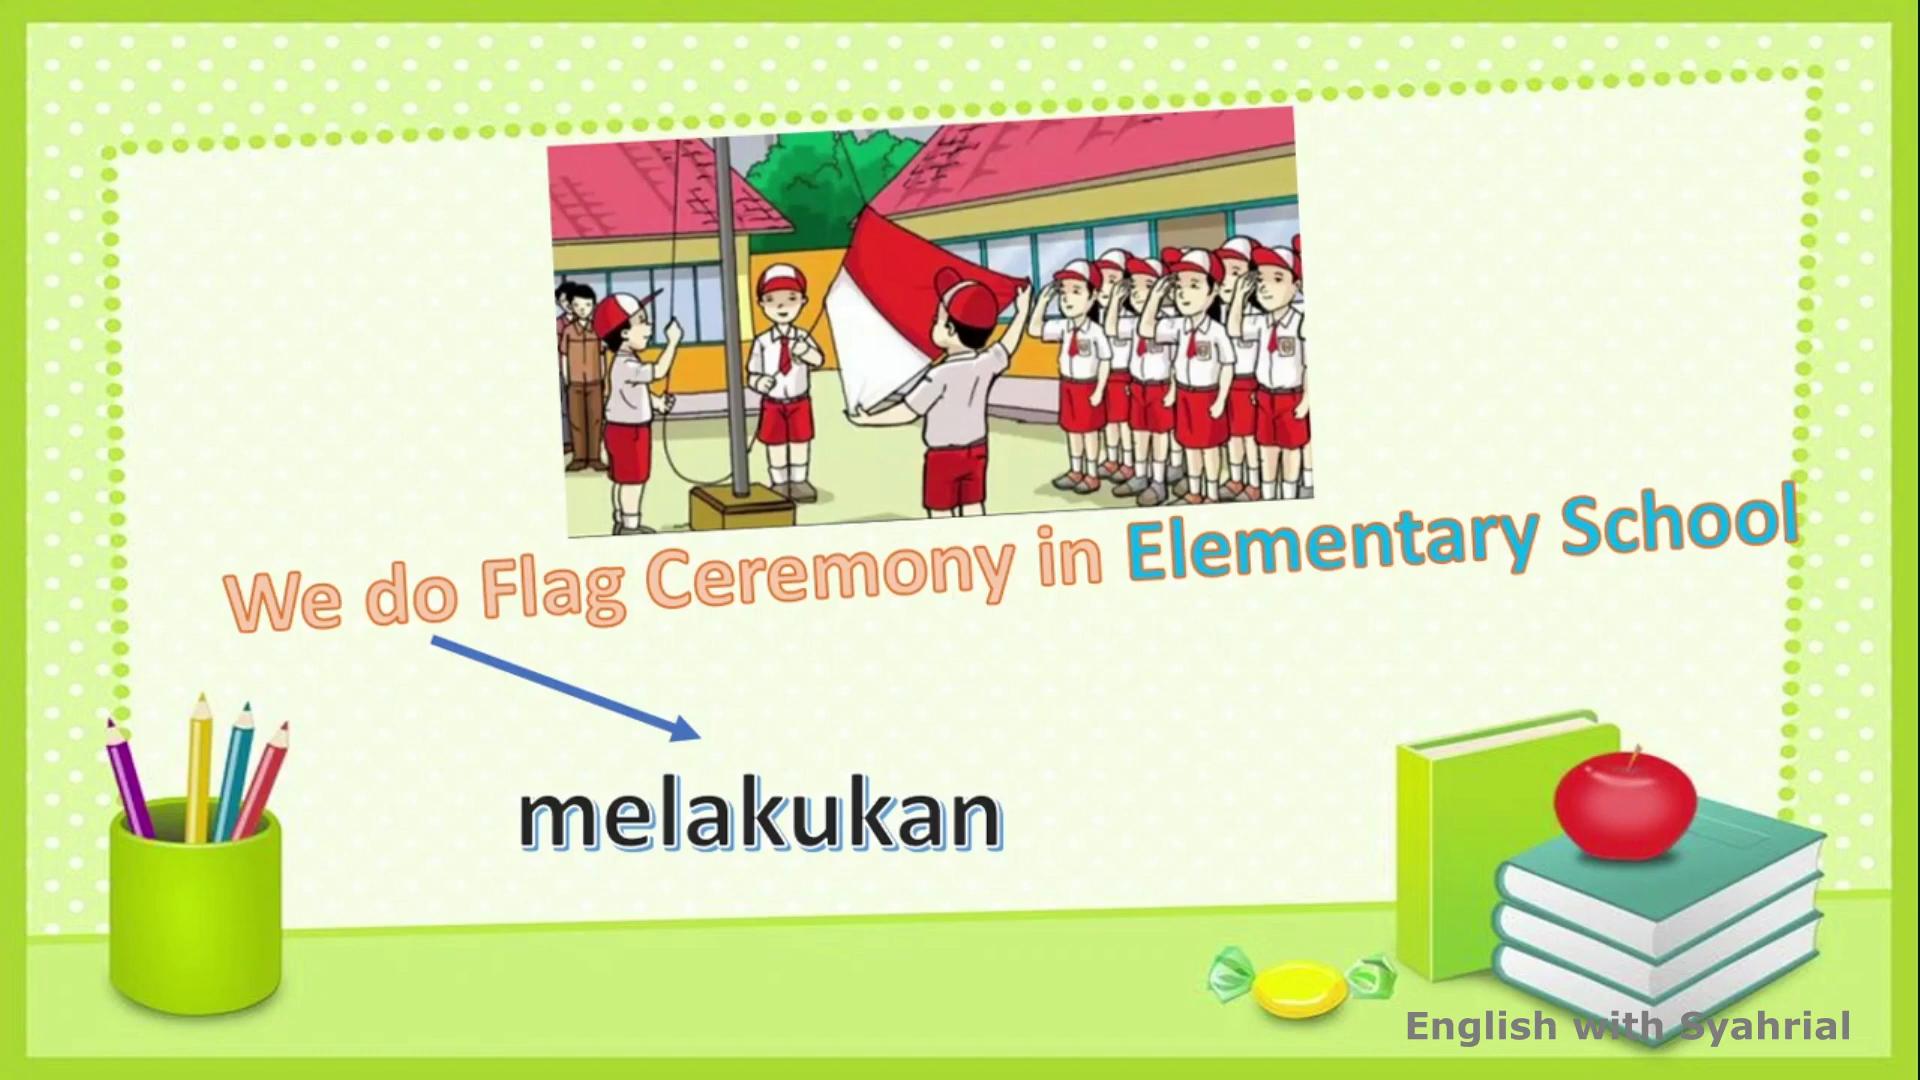 We do Flag Ceremony in Elementary School
melakukan
English with Syahrial